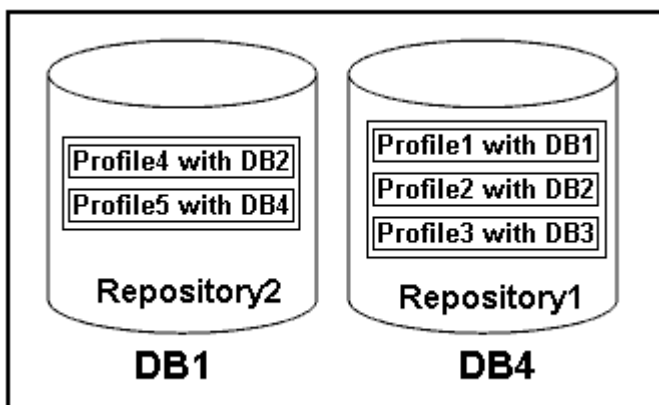 Profile4 with DB2
Profile5 with DB4
Repository2
DB1
Profile1 with DB1
Profile2 with DB2
Profile3 with DB3
Repository1
DB4